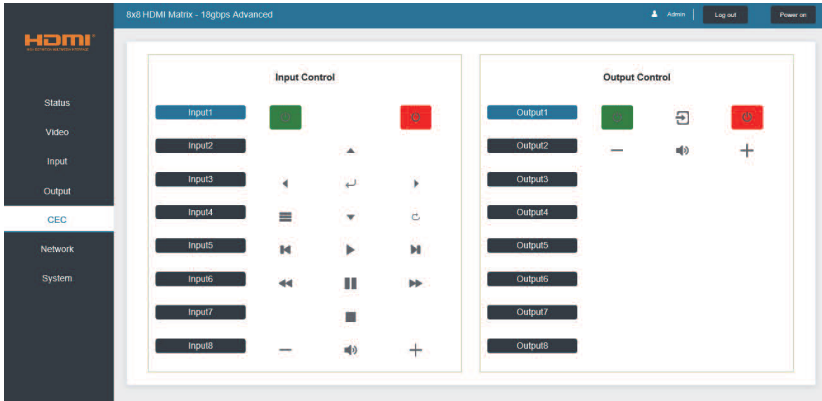 8x8 HDMI Matrix - 18gbps Advanced
Admin
Log out
Power on
HDMI
Status
Video
Input
Output
CEC
Network
System
Input Control
Input1
Input2
Input3
Input4
Input5
Input6
Input7
Input8
Output Control
Output1
Output2
Output3
Output4
Output5
Output6
Output7
Output8